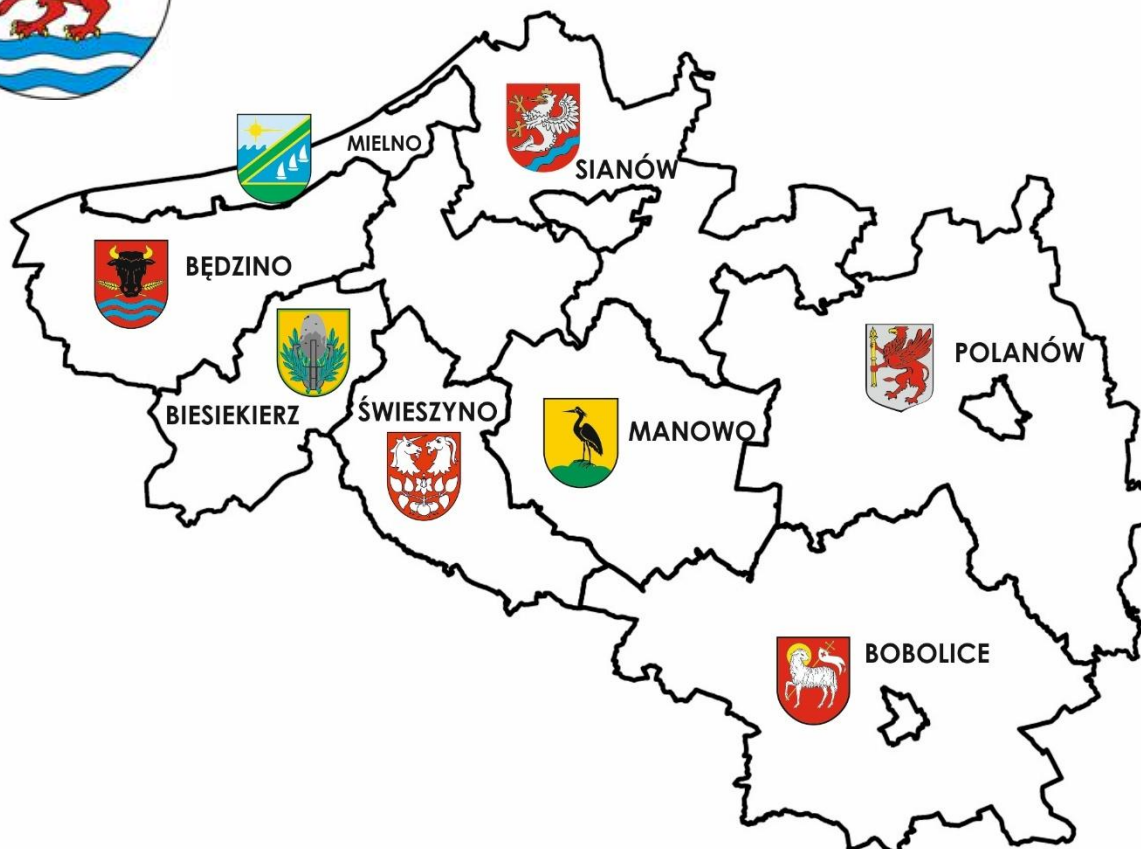 MIELNO
SIANÓW
BĘDZINO
POLANÓW
BIESIEKIERZ
ŚWIESZYNO
MANOWO
BOBOLICE